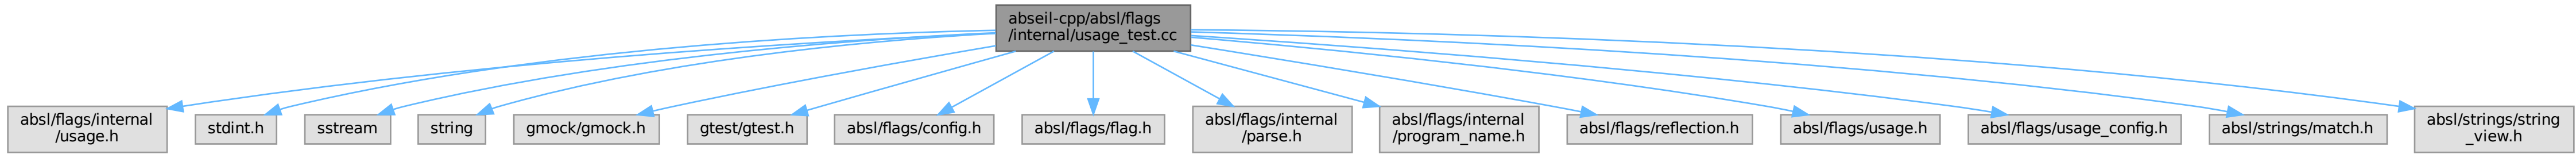 abseil-cpp/absl/flags
/internal/usage_test.cc
absl/flags/internal
/usage.h
stdint.h
sstream
string
gmock/gmock.h
gtest/gtest.h
absl/flags/config.h
absl/flags/flag.h
absl/flags/internal
/parse.h
absl/flags/internal
/program_name.h
absl/flags/reflection.h
absl/flags/usage.h
absl/flags/usage_config.h
absl/strings/match.h
absl/strings/string
_view.h